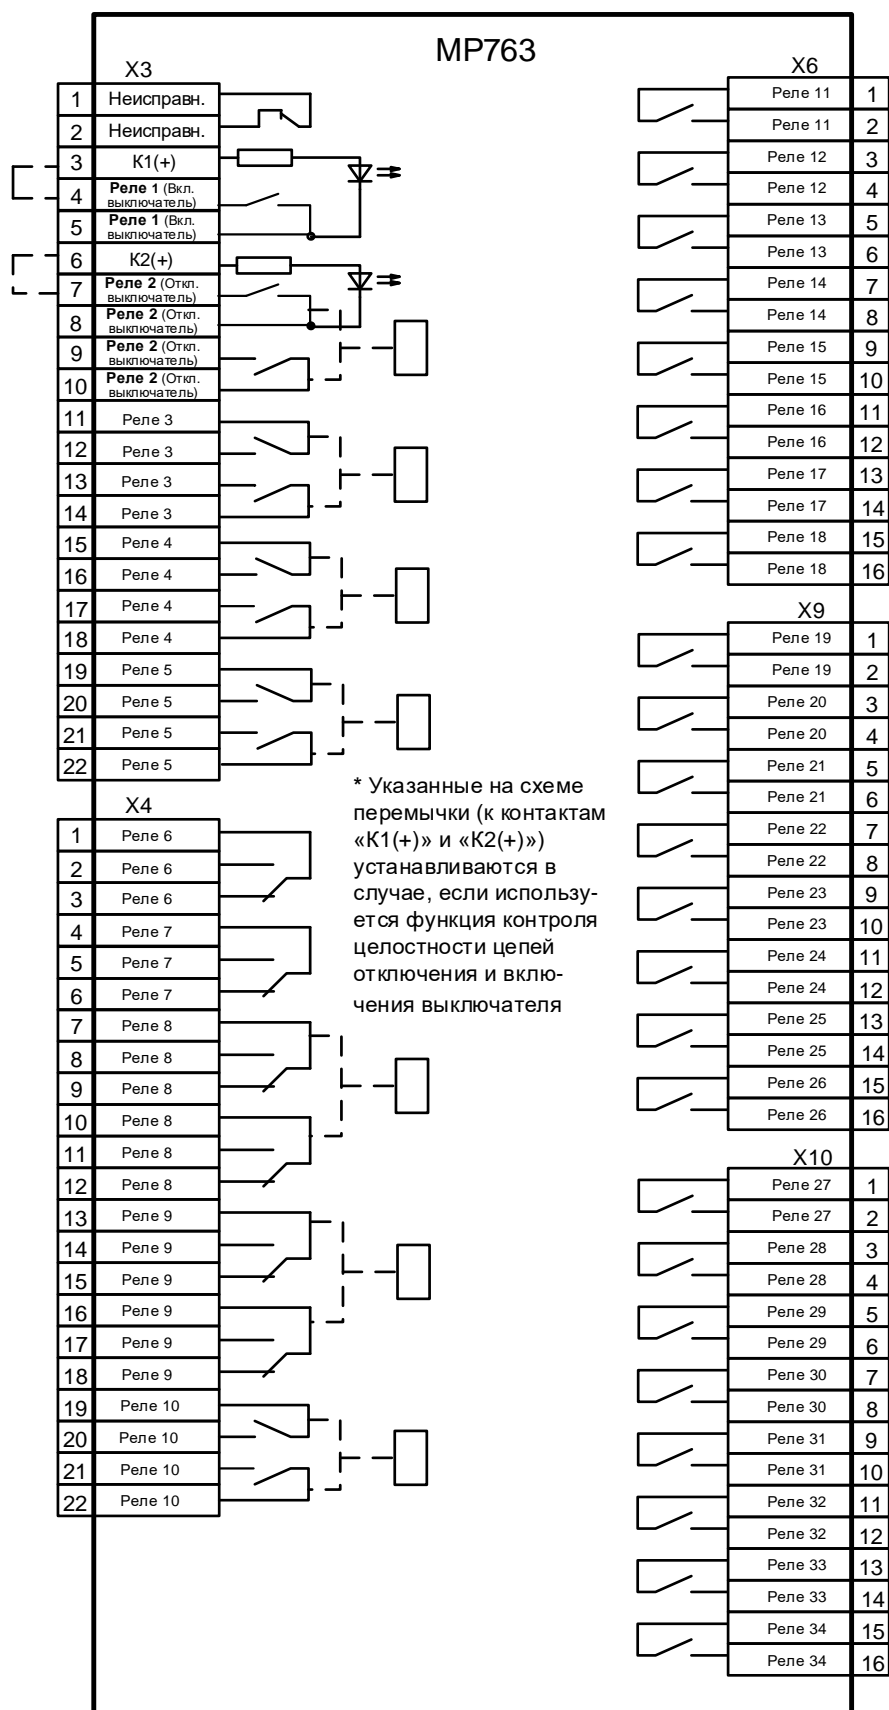 МР763
X3
1 Неисправн.
2 Неисправн.
3 К1(+)
4 Реле 1 (Вкл. выключатель)
5 Реле 1 (Вкл. выключатель)
6 К2(+)
7 Реле 2 (Откл. выключатель)
8 Реле 2 (Откл. выключатель)
9 Реле 2 (Откл. выключатель)
10 Реле 2 (Откл. выключатель)
11 Реле 3
12 Реле 3
13 Реле 3
14 Реле 3
15 Реле 4
16 Реле 4
17 Реле 4
18 Реле 4
19 Реле 5
20 Реле 5
21 Реле 5
22 Реле 5
X4
1 Реле 6
2 Реле 6
3 Реле 6
4 Реле 7
5 Реле 7
6 Реле 7
7 Реле 8
8 Реле 8
9 Реле 8
10 Реле 8
11 Реле 8
12 Реле 8
13 Реле 9
14 Реле 9
15 Реле 9
16 Реле 9
17 Реле 9
18 Реле 9
19 Реле 10
20 Реле 10
21 Реле 10
22 Реле 10
* Указанные на схеме
перемычки (к контактам
«К1(+)» и «К2(+)»)
устанавливаются в
случае, если использу-
ется функция контроля
целостности цепей
отключения и вклю-
чения выключателя
X6
Реле 11 1
Реле 11 2
Реле 12 3
Реле 12 4
Реле 13 5
Реле 13 6
Реле 14 7
Реле 14 8
Реле 15 9
Реле 15 10
Реле 16 11
Реле 16 12
Реле 17 13
Реле 17 14
Реле 18 15
Реле 18 16
X9
Реле 19 1
Реле 19 2
Реле 20 3
Реле 20 4
Реле 21 5
Реле 21 6
Реле 22 7
Реле 22 8
Реле 23 9
Реле 23 10
Реле 24 11
Реле 24 12
Реле 25 13
Реле 25 14
Реле 26 15
Реле 26 16
X10
Реле 27 1
Реле 27 2
Реле 28 3
Реле 28 4
Реле 29 5
Реле 29 6
Реле 30 7
Реле 30 8
Реле 31 9
Реле 31 10
Реле 32 11
Реле 32 12
Реле 33 13
Реле 33 14
Реле 34 15
Реле 34 16